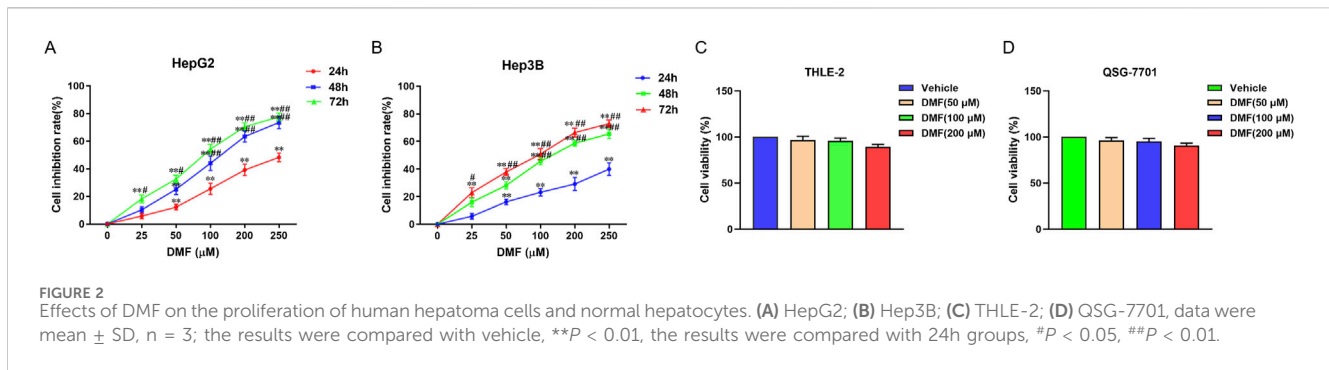 A
HepG2
Cell inhibition rate(%)
100
80
60
40
20
0
0 25 50 100 200 250
DMF (μM)
24h
48h
72h
**#
**#
**
**
**##
**##
**
**##
**##
**
**##
**##
**
B
Hep3B
Cell inhibition rate(%)
100
80
60
40
20
0
0 25 50 100 200 250
DMF (μM)
24h
48h
72h
#
**
**##
**
**
**##
**##
**
**##
**##
**
**##
**##
**
C
THLE-2
Cell viability (%)
150
100
50
0
Vehicle
DMF(50 μM)
DMF(100 μM)
DMF(200 μM)
D
QSG-7701
Cell viability (%)
150
100
50
0
Vehicle
DMF(50 μM)
DMF(100 μM)
DMF(200 μM)
FIGURE 2
Effects of DMF on the proliferation of human hepatoma cells and normal hepatocytes. (A) HepG2; (B) Hep3B; (C) THLE-2; (D) QSG-7701, data were
mean ± SD, n = 3; the results were compared with vehicle, **P < 0.01, the results were compared with 24h groups, #P < 0.05, ##P < 0.01.